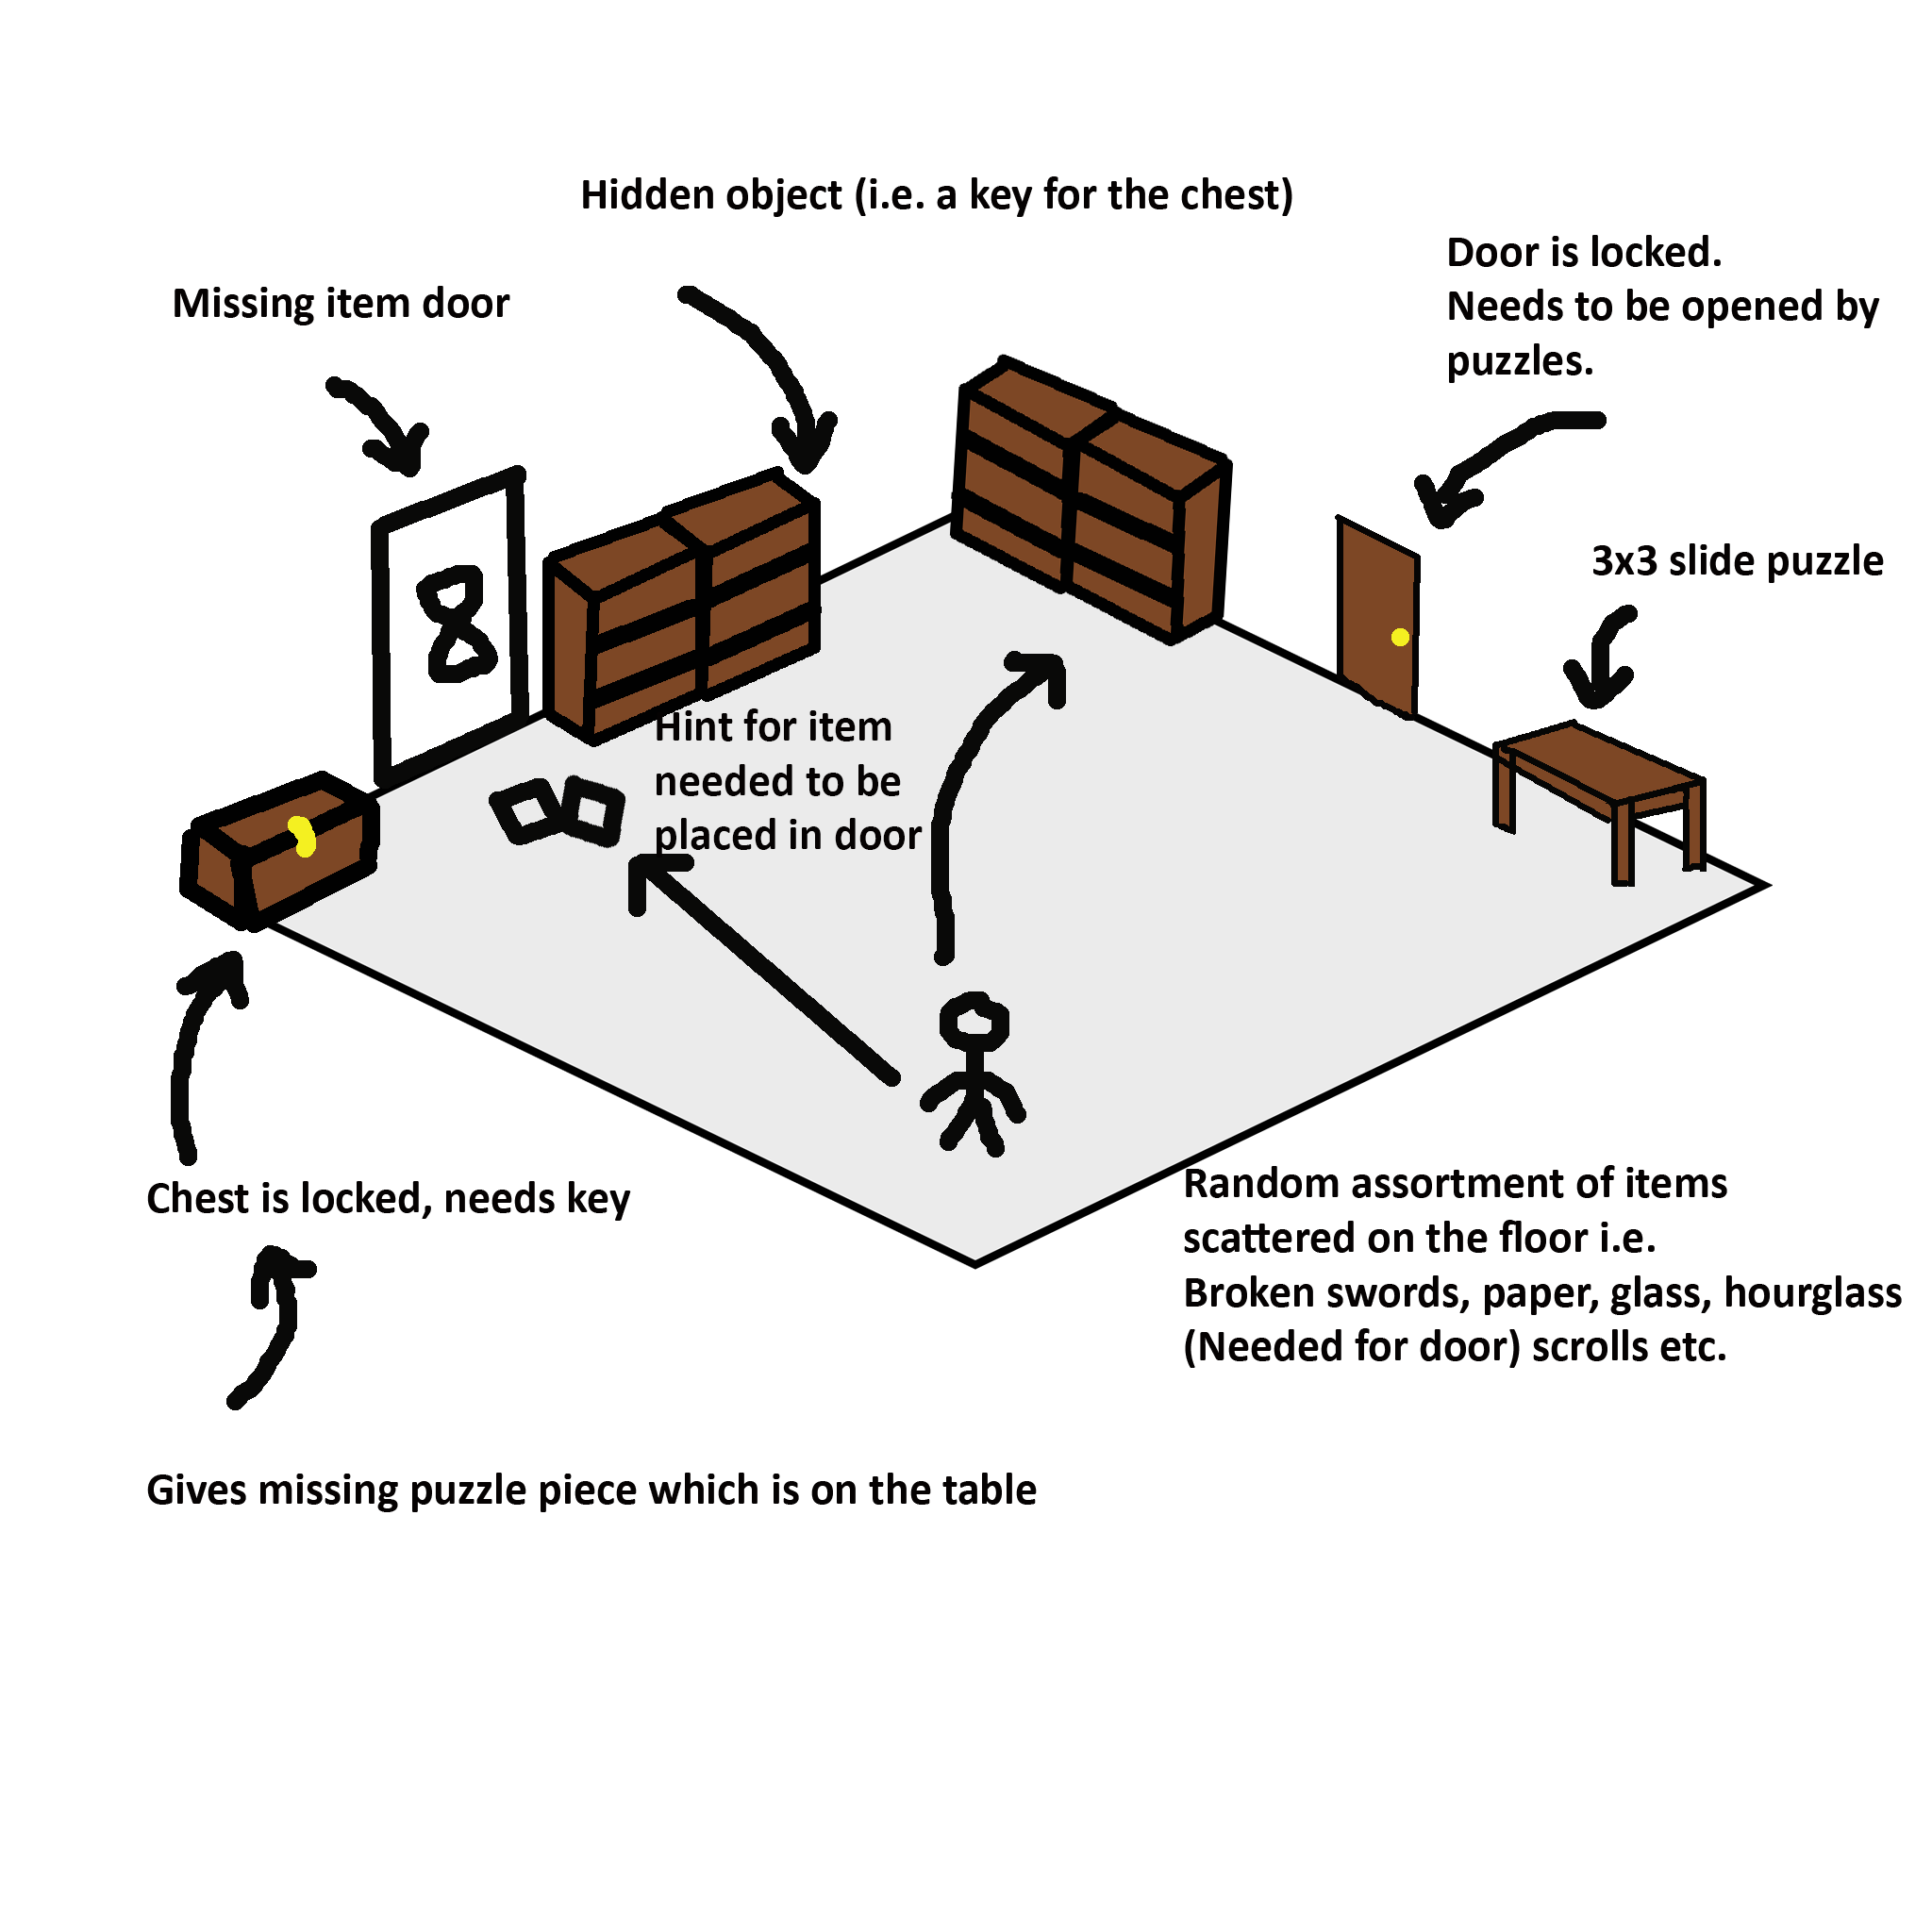 Hidden object (i.e. a key for the chest)
Door is locked.
Needs to be opened by
puzzles.
Missing item door
3x3 slide puzzle
Hint for item
needed to be
placed in door
Chest is locked, needs key
Random assortment of items
scattered on the floor i.e.
Broken swords, paper, glass, hourglass
(Needed for door) scrolls etc.
Gives missing puzzle piece which is on the table